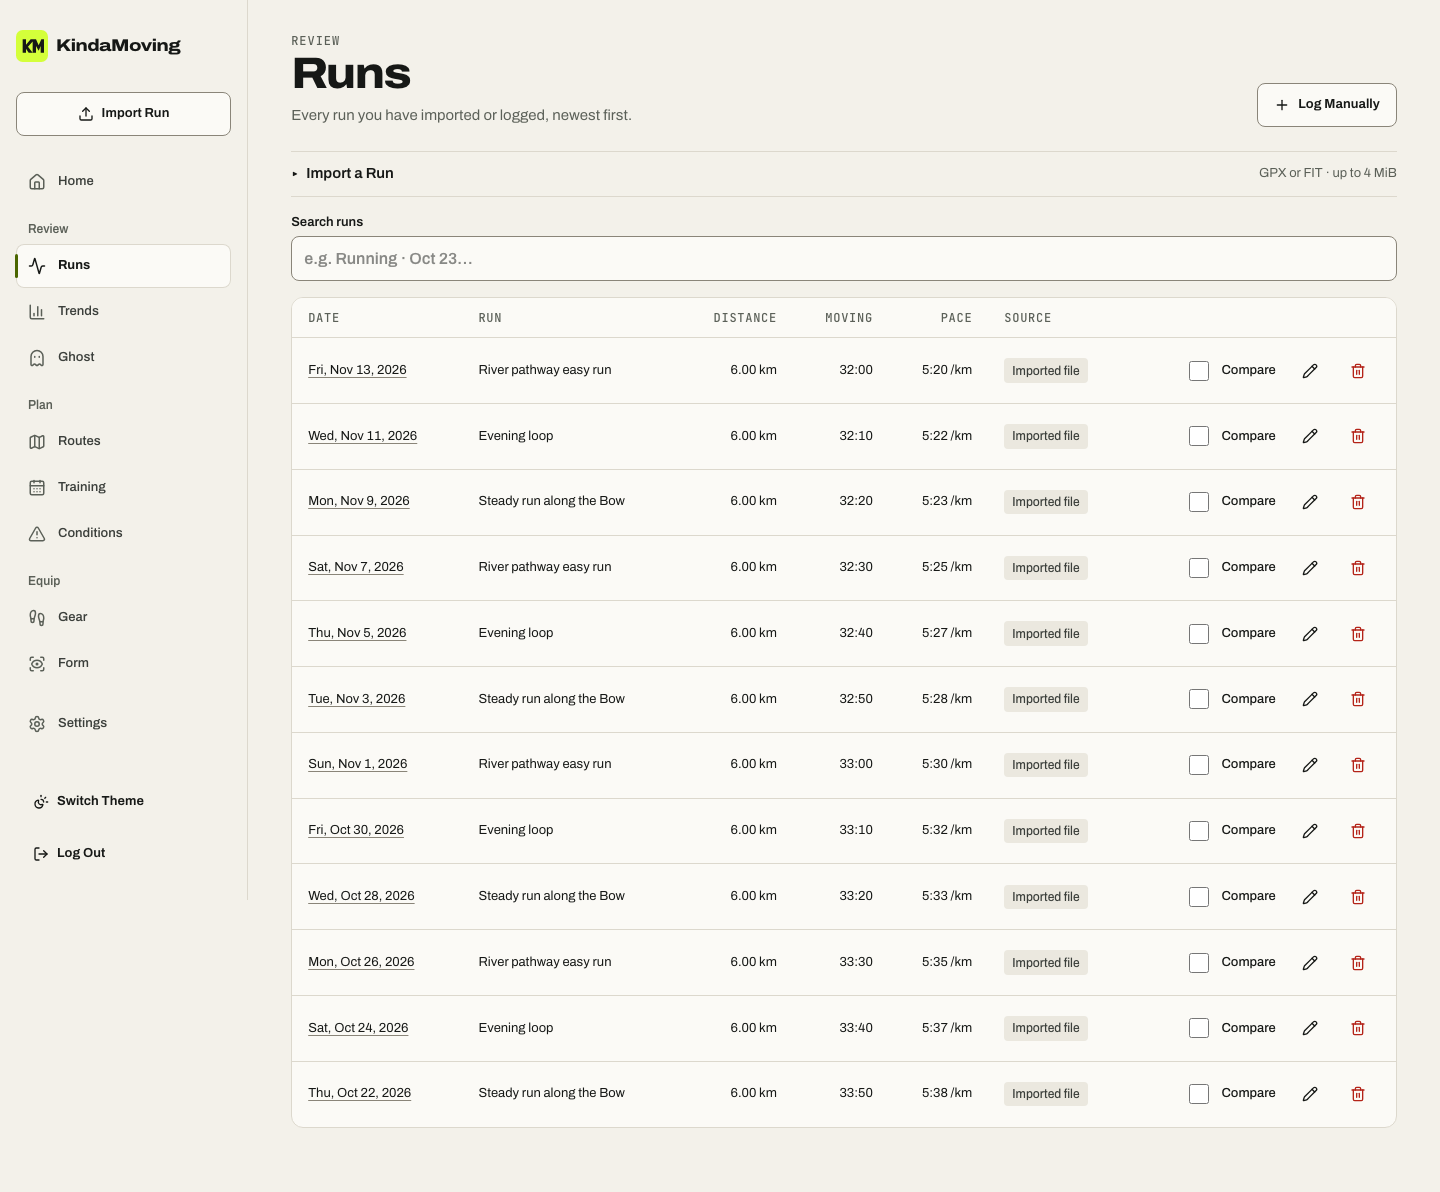 KM KindaMoving
Import Run
Home
Review
Runs
Trends
Ghost
Plan
Routes
Training
Conditions
Equip
Gear
Form
Settings
Switch Theme
Log Out
REVIEW
Runs
Every run you have imported or logged, newest first.
Log Manually
Import a Run GPX or FIT · up to 4 MiB
Search runs
e.g. Running · Oct 23…
DATE RUN DISTANCE MOVING PACE SOURCE
Fri, Nov 13, 2026 River pathway easy run 6.00 km 32:00 5:20 /km Imported file Compare
Wed, Nov 11, 2026 Evening loop 6.00 km 32:10 5:22 /km Imported file Compare
Mon, Nov 9, 2026 Steady run along the Bow 6.00 km 32:20 5:23 /km Imported file Compare
Sat, Nov 7, 2026 River pathway easy run 6.00 km 32:30 5:25 /km Imported file Compare
Thu, Nov 5, 2026 Evening loop 6.00 km 32:40 5:27 /km Imported file Compare
Tue, Nov 3, 2026 Steady run along the Bow 6.00 km 32:50 5:28 /km Imported file Compare
Sun, Nov 1, 2026 River pathway easy run 6.00 km 33:00 5:30 /km Imported file Compare
Fri, Oct 30, 2026 Evening loop 6.00 km 33:10 5:32 /km Imported file Compare
Wed, Oct 28, 2026 Steady run along the Bow 6.00 km 33:20 5:33 /km Imported file Compare
Mon, Oct 26, 2026 River pathway easy run 6.00 km 33:30 5:35 /km Imported file Compare
Sat, Oct 24, 2026 Evening loop 6.00 km 33:40 5:37 /km Imported file Compare
Thu, Oct 22, 2026 Steady run along the Bow 6.00 km 33:50 5:38 /km Imported file Compare